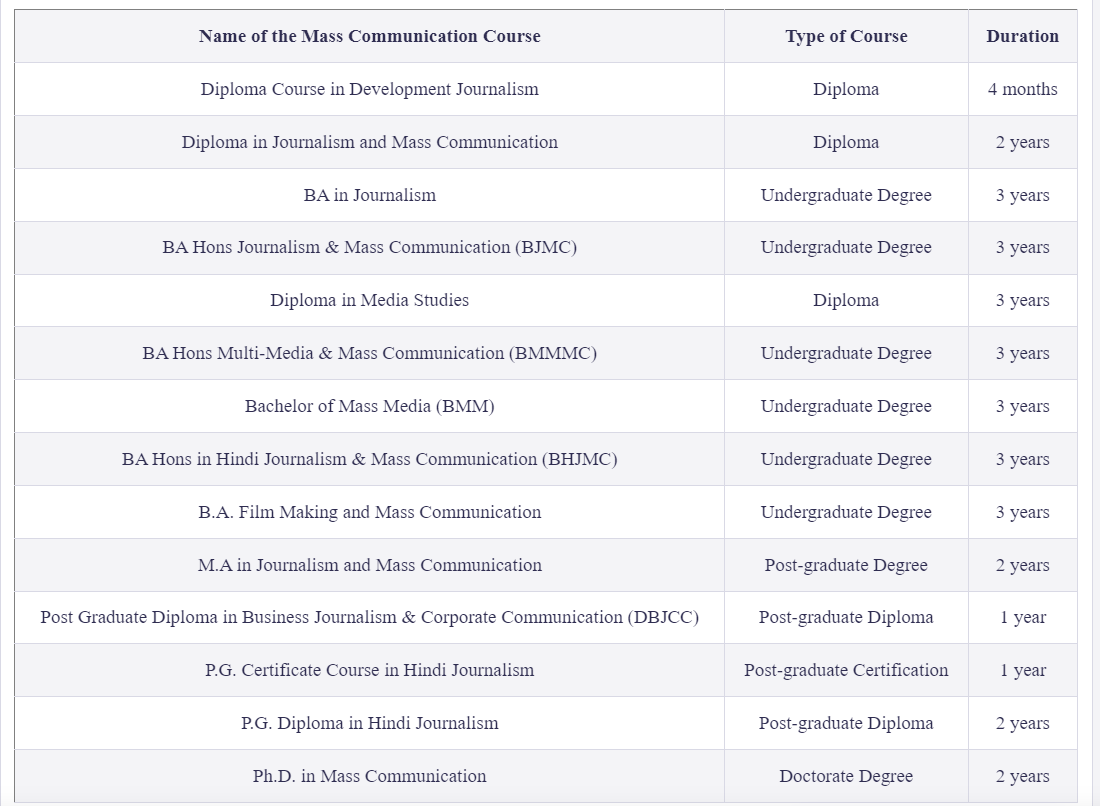 Name of the Mass Communication Course Type of Course Duration
Diploma Course in Development Journalism Diploma 4 months
Diploma in Journalism and Mass Communication Diploma 2 years
BA in Journalism Undergraduate Degree 3 years
BA Hons Journalism & Mass Communication (BJMC) Undergraduate Degree 3 years
Diploma in Media Studies Diploma 3 years
BA Hons Multi-Media & Mass Communication (BMMMC) Undergraduate Degree 3 years
Bachelor of Mass Media (BMM) Undergraduate Degree 3 years
BA Hons in Hindi Journalism & Mass Communication (BHJMC) Undergraduate Degree 3 years
B.A. Film Making and Mass Communication Undergraduate Degree 3 years
M.A in Journalism and Mass Communication Post-graduate Degree 2 years
Post Graduate Diploma in Business Journalism & Corporate Communication (DBJCC) Post-graduate Diploma 1 year
P.G. Certificate Course in Hindi Journalism Post-graduate Certification 1 year
P.G. Diploma in Hindi Journalism Post-graduate Diploma 2 years
Ph.D. in Mass Communication Doctorate Degree 2 years